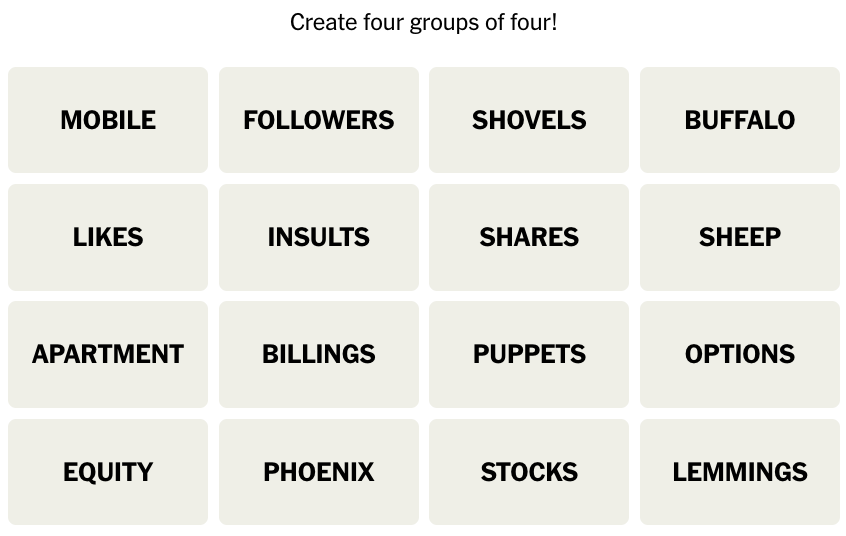 Create four groups of four!
MOBILE FOLLOWERS SHOVELS BUFFALO
LIKES INSULTS SHARES SHEEP
APARTMENT BILLINGS PUPPETS OPTIONS
EQUITY PHOENIX STOCKS LEMMINGS